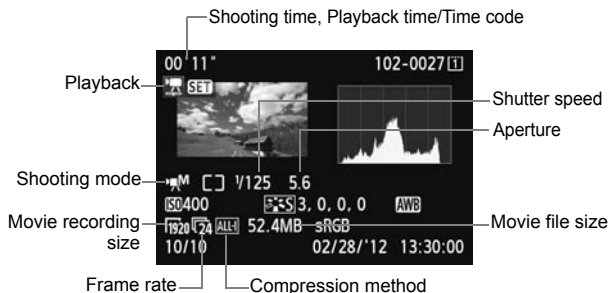 Shooting time, Playback time/Time code
00'11" 102-0027 1
Playback
SET
Shutter speed
Aperture
Shooting mode
M 1/125 5.6
ISO400 S 3, 0, 0, 0 AWB
Movie recording size
1920 24 ALL-I 52.4MB sRGB
Movie file size
10/10 02/28/'12 13:30:00
Frame rate
Compression method